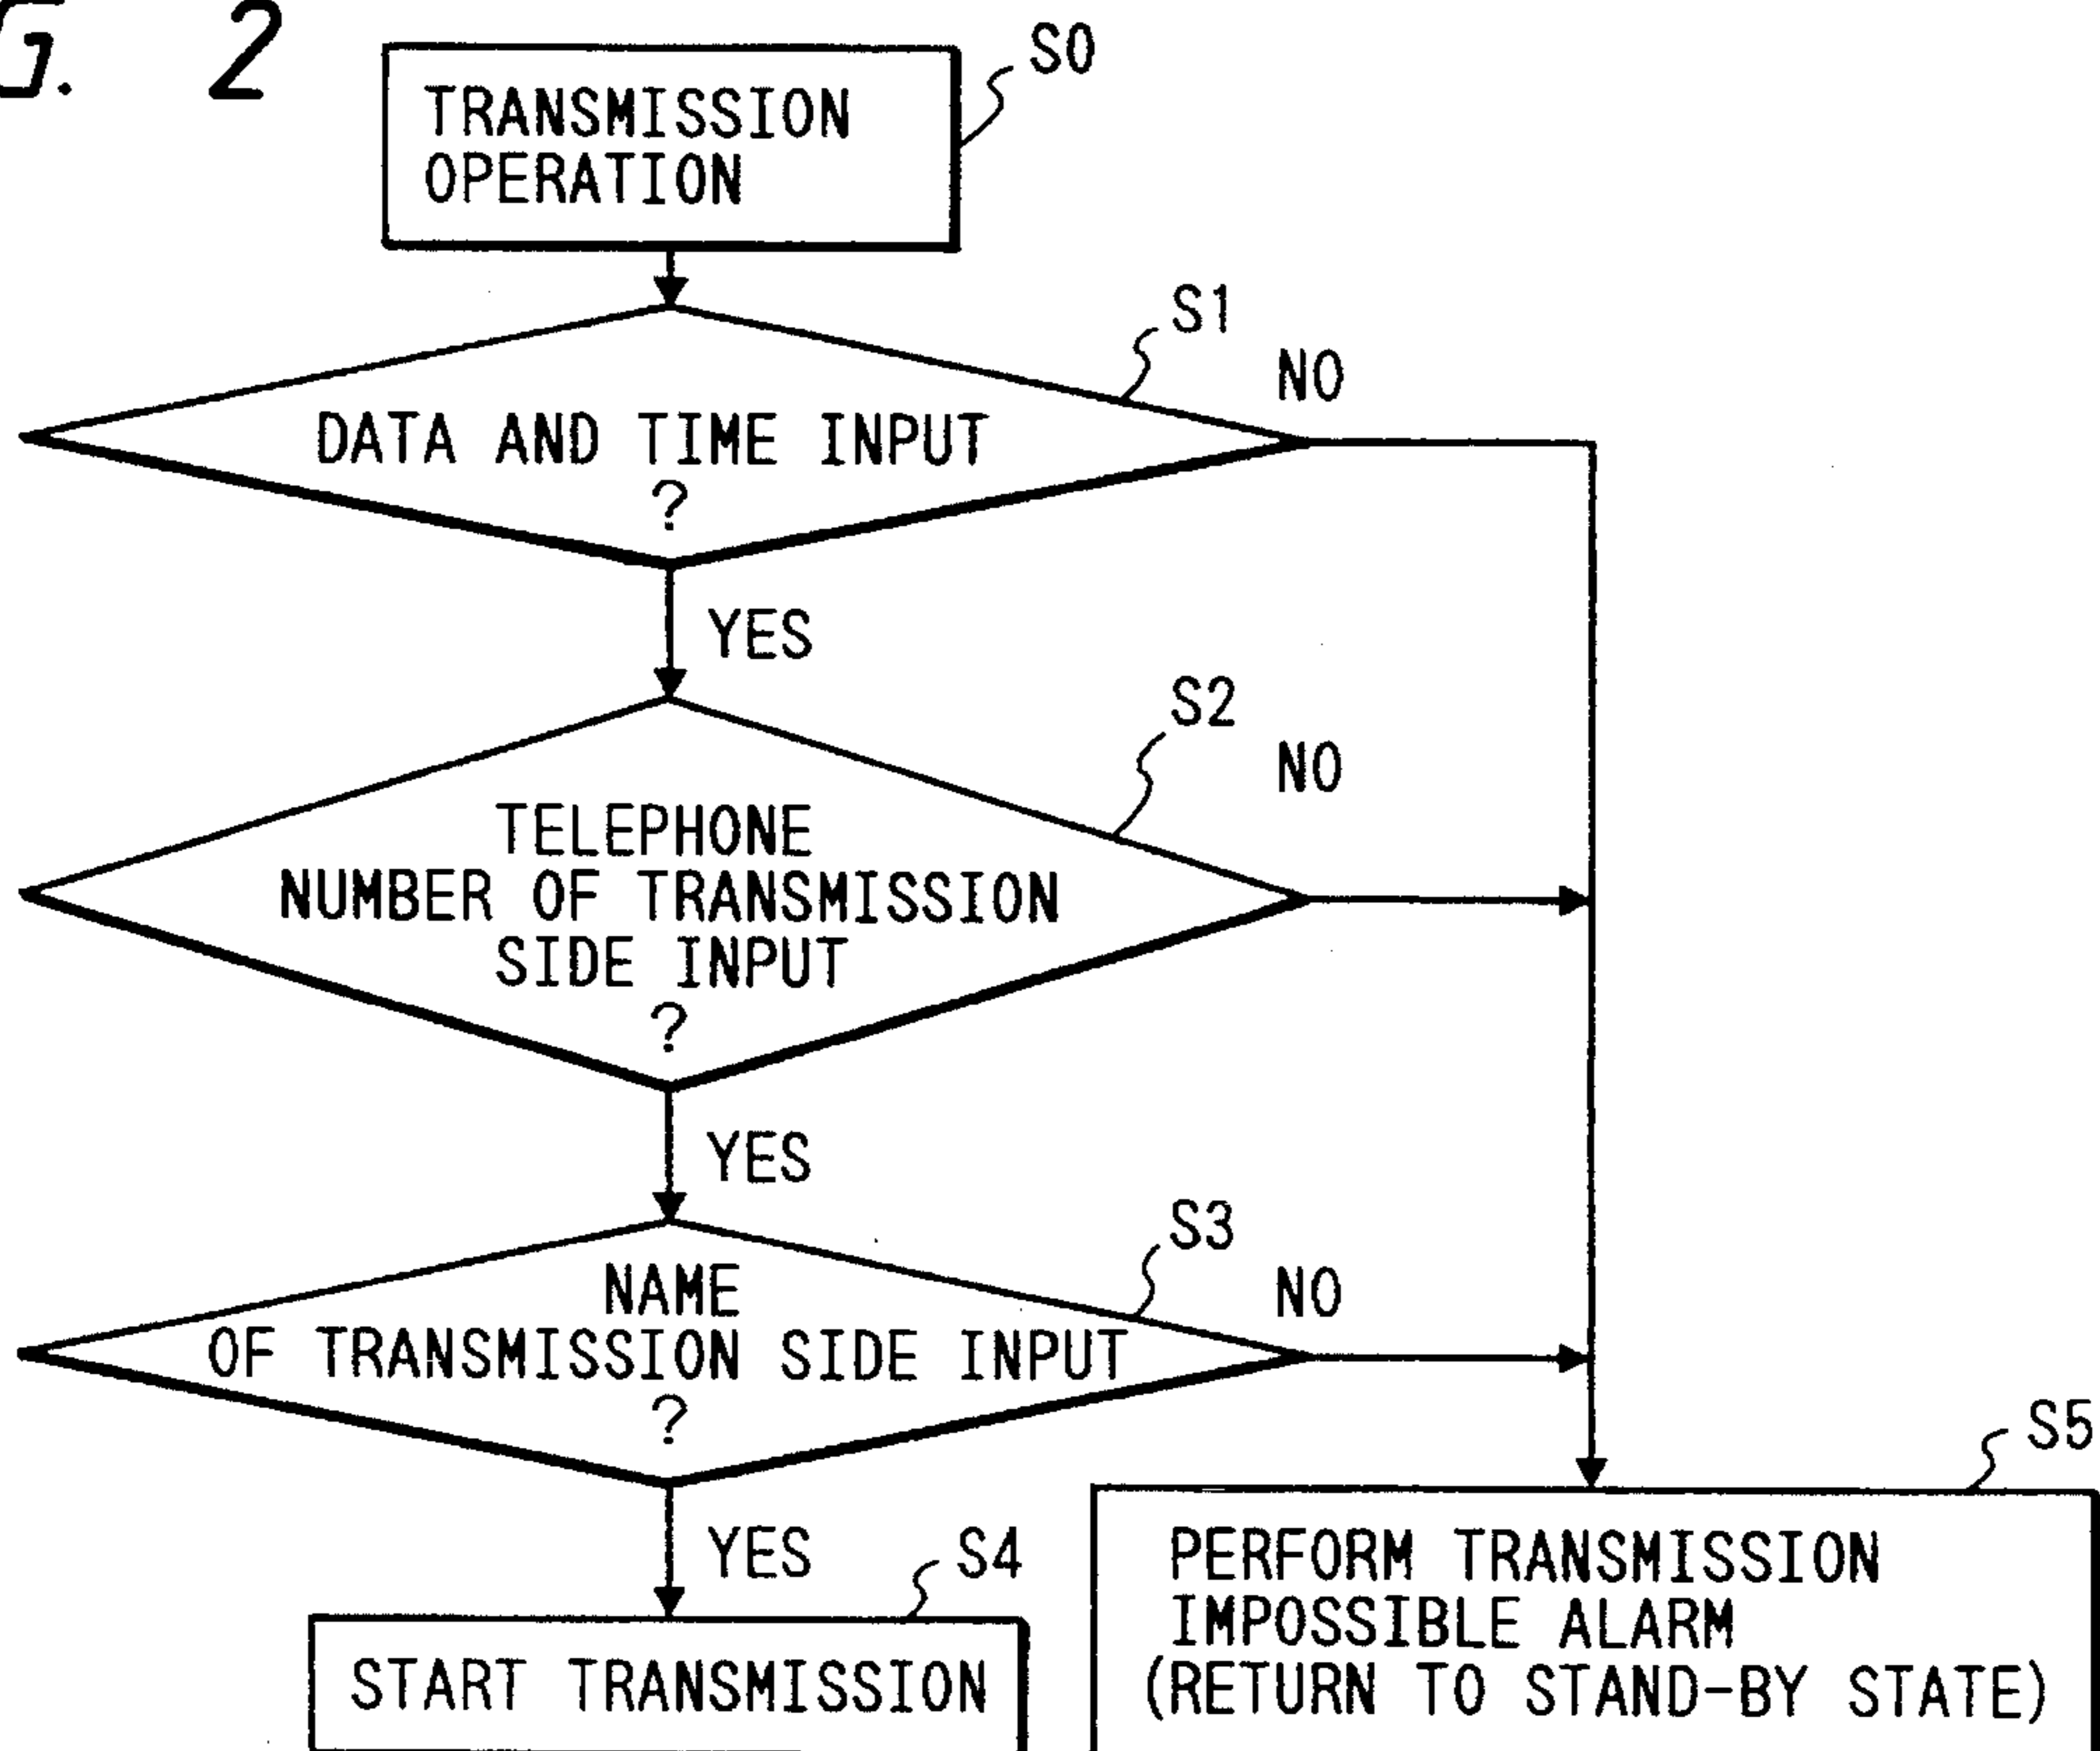 G. 2
S0
TRANSMISSION
OPERATION
S1
NO
DATA AND TIME INPUT
?
YES
S2
NO
TELEPHONE
NUMBER OF TRANSMISSION
SIDE INPUT
?
YES
S3
NO
NAME
OF TRANSMISSION SIDE INPUT
?
YES
S4
START TRANSMISSION
S5
PERFORM TRANSMISSION
IMPOSSIBLE ALARM
(RETURN TO STAND-BY STATE)